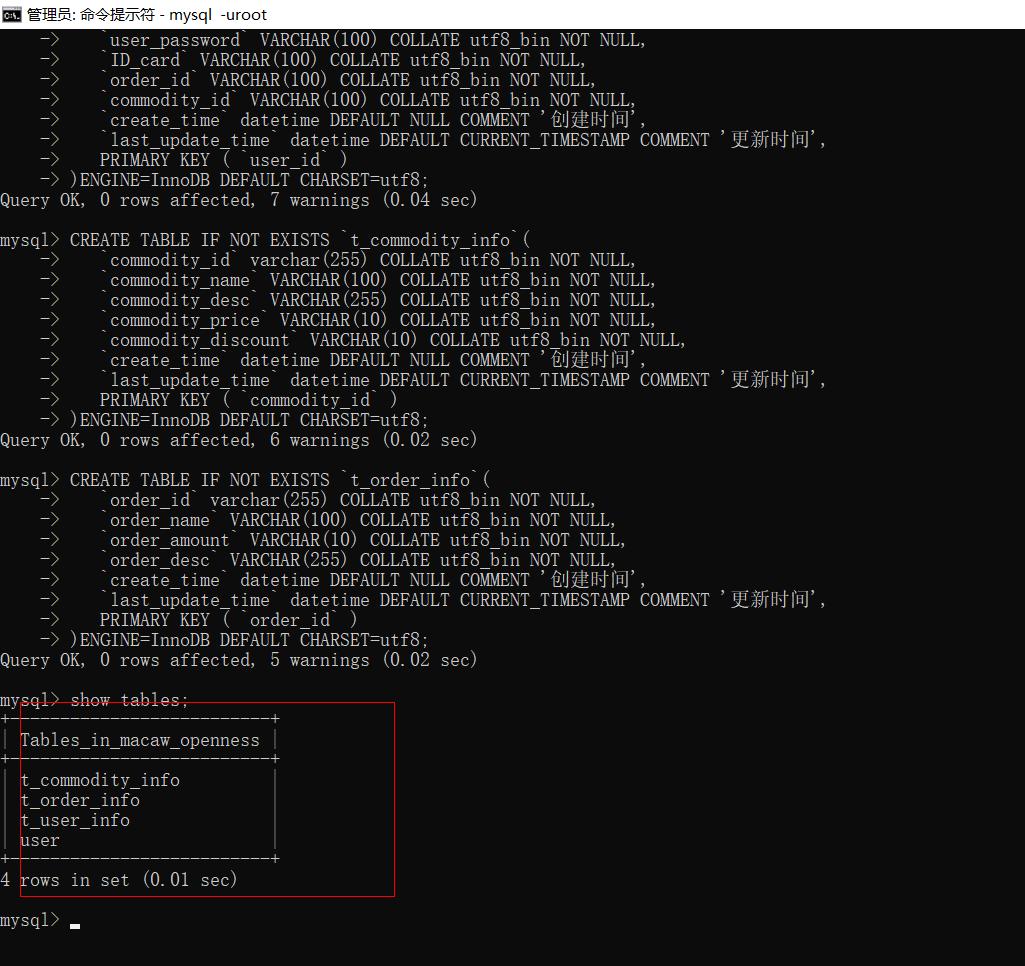 管理员: 命令提示符 - mysql  -uroot
    ->    `user_password` VARCHAR(100) COLLATE utf8_bin NOT NULL,
    ->    `ID_card` VARCHAR(100) COLLATE utf8_bin NOT NULL,
    ->    `order_id` VARCHAR(100) COLLATE utf8_bin NOT NULL,
    ->    `commodity_id` VARCHAR(100) COLLATE utf8_bin NOT NULL,
    ->    `create_time` datetime DEFAULT NULL COMMENT '创建时间',
    ->    `last_update_time` datetime DEFAULT CURRENT_TIMESTAMP COMMENT '更新时间',
    ->    PRIMARY KEY ( `user_id` )
    -> )ENGINE=InnoDB DEFAULT CHARSET=utf8;
Query OK, 0 rows affected, 7 warnings (0.04 sec)
mysql> CREATE TABLE IF NOT EXISTS `t_commodity_info`(
    ->    `commodity_id` varchar(255) COLLATE utf8_bin NOT NULL,
    ->    `commodity_name` VARCHAR(100) COLLATE utf8_bin NOT NULL,
    ->    `commodity_desc` VARCHAR(255) COLLATE utf8_bin NOT NULL,
    ->    `commodity_price` VARCHAR(10) COLLATE utf8_bin NOT NULL,
    ->    `commodity_discount` VARCHAR(10) COLLATE utf8_bin NOT NULL,
    ->    `create_time` datetime DEFAULT NULL COMMENT '创建时间',
    ->    `last_update_time` datetime DEFAULT CURRENT_TIMESTAMP COMMENT '更新时间',
    ->    PRIMARY KEY ( `commodity_id` )
    -> )ENGINE=InnoDB DEFAULT CHARSET=utf8;
Query OK, 0 rows affected, 6 warnings (0.02 sec)
mysql> CREATE TABLE IF NOT EXISTS `t_order_info`(
    ->    `order_id` varchar(255) COLLATE utf8_bin NOT NULL,
    ->    `order_name` VARCHAR(100) COLLATE utf8_bin NOT NULL,
    ->    `order_amount` VARCHAR(10) COLLATE utf8_bin NOT NULL,
    ->    `order_desc` VARCHAR(255) COLLATE utf8_bin NOT NULL,
    ->    `create_time` datetime DEFAULT NULL COMMENT '创建时间',
    ->    `last_update_time` datetime DEFAULT CURRENT_TIMESTAMP COMMENT '更新时间',
    ->    PRIMARY KEY ( `order_id` )
    -> )ENGINE=InnoDB DEFAULT CHARSET=utf8;
Query OK, 0 rows affected, 5 warnings (0.02 sec)
mysql> show tables;
+--------------------------+
| Tables_in_macaw_openness |
+--------------------------+
| t_commodity_info         |
| t_order_info             |
| t_user_info              |
| user                     |
+--------------------------+
4 rows in set (0.01 sec)
mysql>